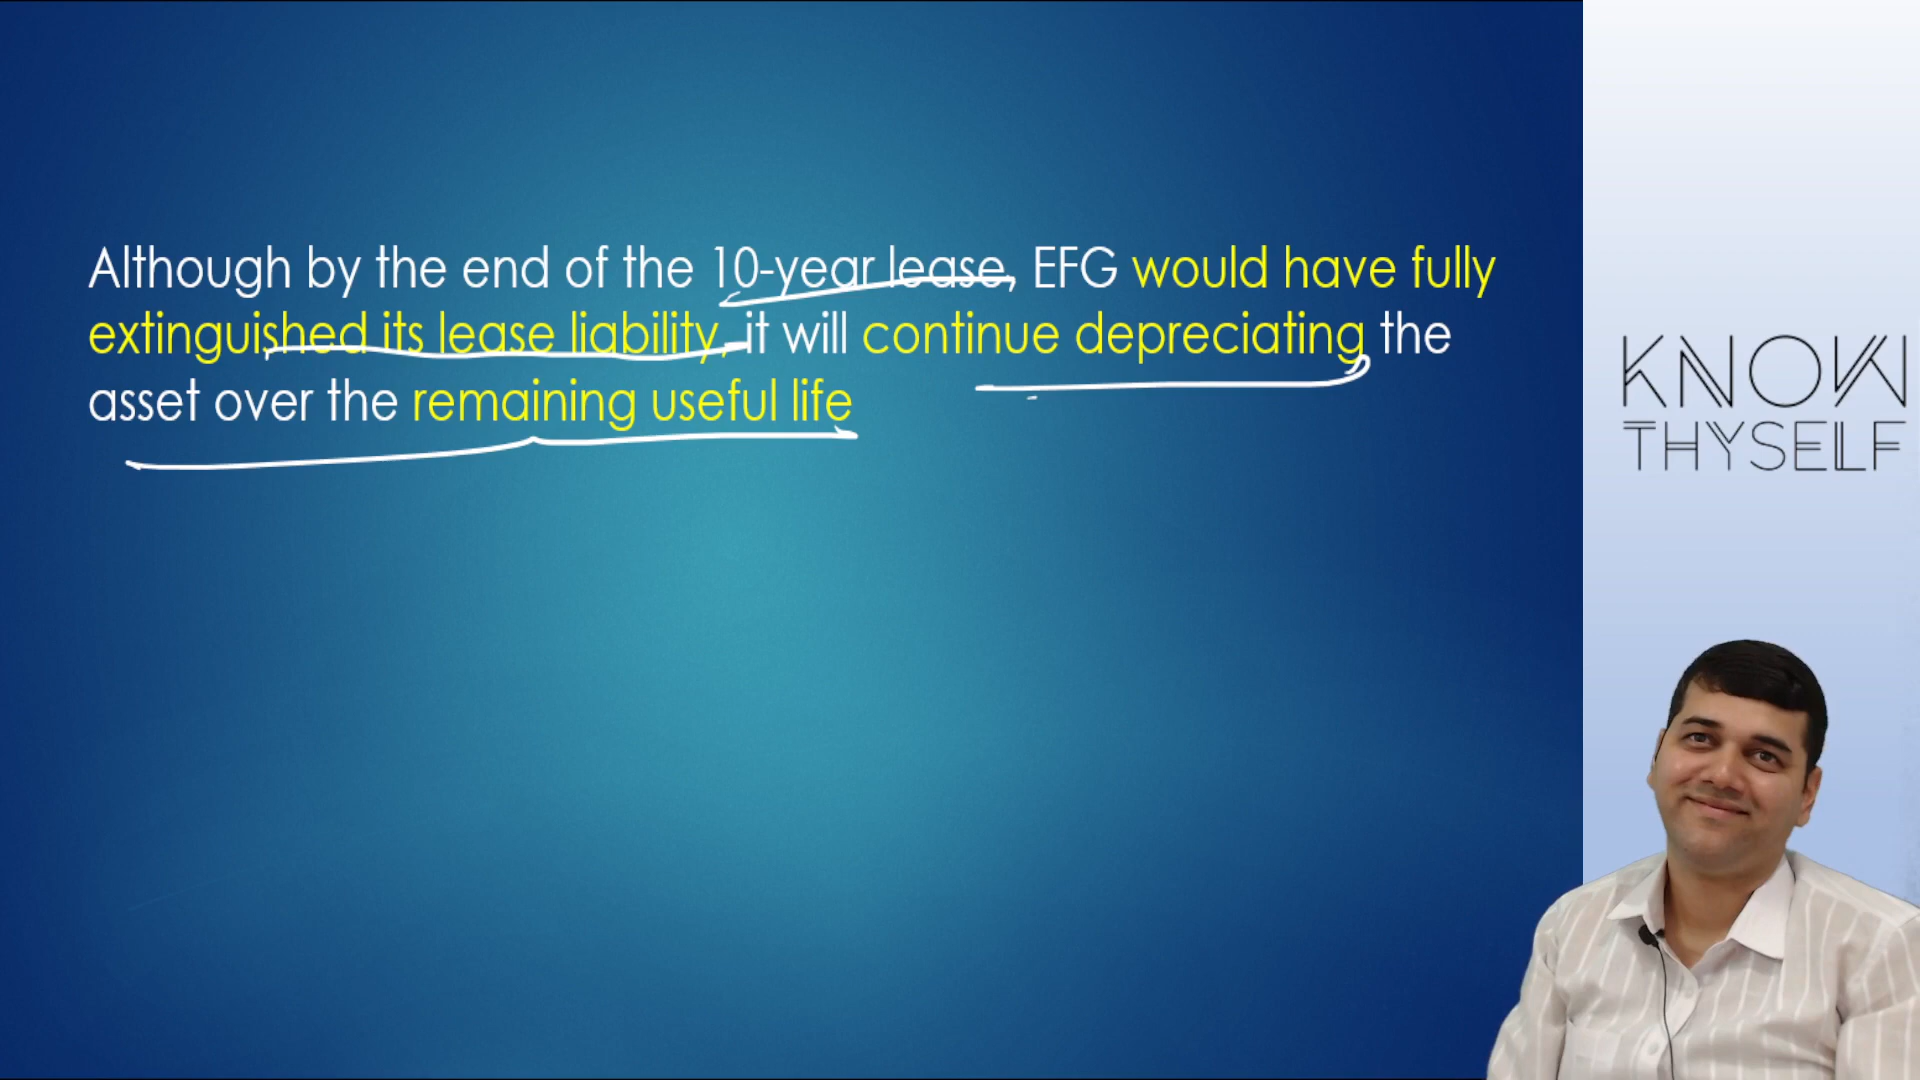 Although by the end of the 10-year lease, EFG would have fully
extinguished its lease liability, it will continue depreciating the
asset over the remaining useful life
KNOW
THYSELF